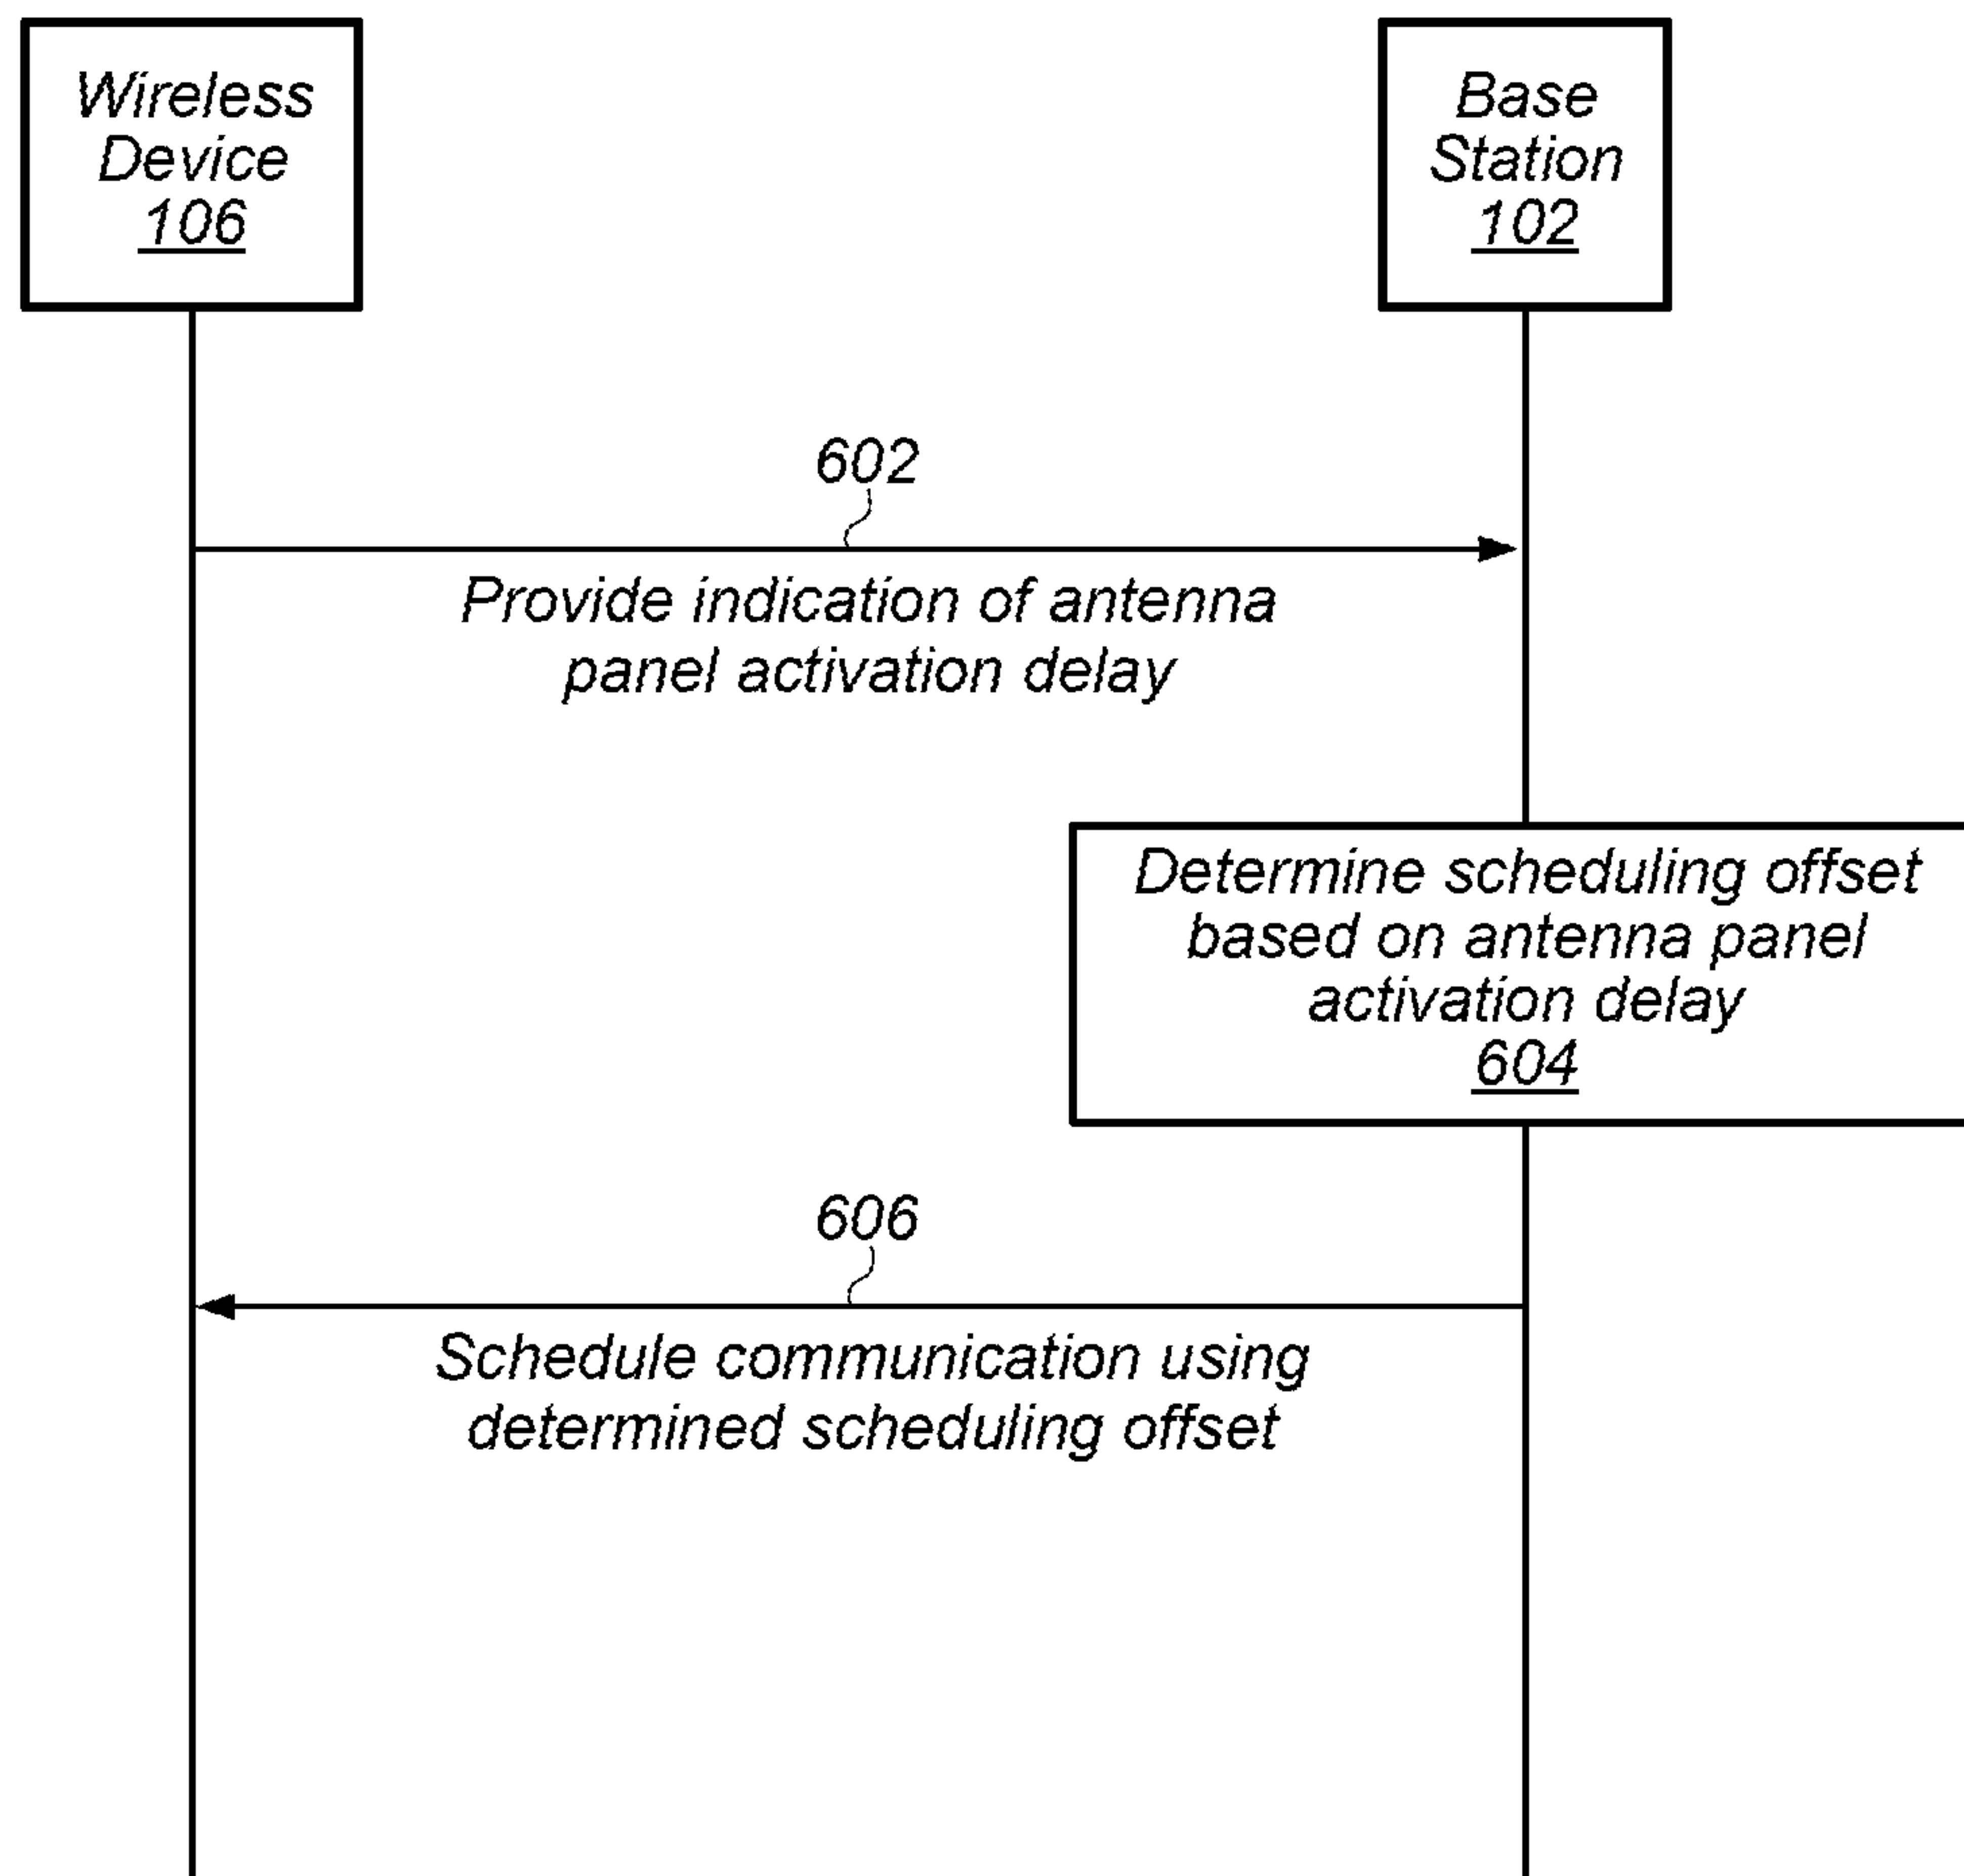 Wireless
Device
106
Base
Station
102
602
Provide indication of antenna
panel activation delay
Determine scheduling offset
based on antenna panel
activation delay
604
606
Schedule communication using
determined scheduling offset